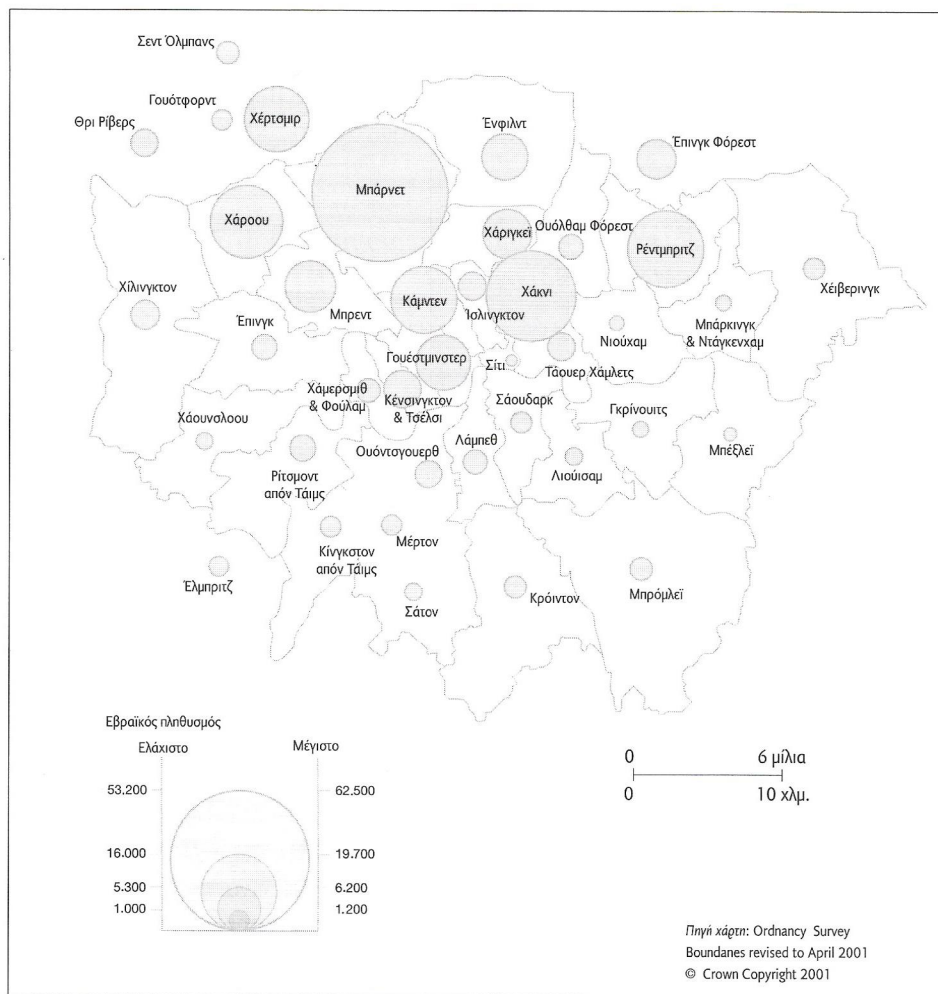 Σεντ Όλμπανς
Γουότφορντ
Θρι Ρίβερς
Χέρτσμιρ
Ένφιλντ
Έπινγκ Φόρεστ
Μπάρνετ
Χάροου
Χάριγκεϊ
Ουόλθαμ Φόρεστ
Ρέντμπριτζ
Χίλινγκτον
Μπρεντ
Κάμντεν
Ίσλινγκτον
Χάκνι
Χέιβερινγκ
Έπινγκ
Νιούχαμ
Μπάρκινγκ
& Ντάγκενχαμ
Γουέστμινστερ
Σίτι
Τάουερ Χάμλετς
Χάμερσμιθ
& Φούλαμ
Κένσινγκτον
& Τσέλσι
Σάουδαρκ
Γκρίνουιτς
Χάουνσλοου
Ουόντσγουερθ
Λάμπεθ
Μπέξλεϊ
Ρίτσμοντ
απόν Τάιμς
Λιούισαμ
Κίνγκστον
απόν Τάιμς
Μέρτον
Έλμπριτζ
Σάτον
Κρόιντον
Μπρόμλεϊ
Εβραϊκός πληθυσμός
Ελάχιστο Μέγιστο
53.200 62.500
16.000 19.700
5.300 6.200
1.000 1.200
0 6 μίλια
0 10 χλμ.
Πηγή χάρτη: Ordnancy Survey
Boundanes revised to April 2001
© Crown Copyright 2001